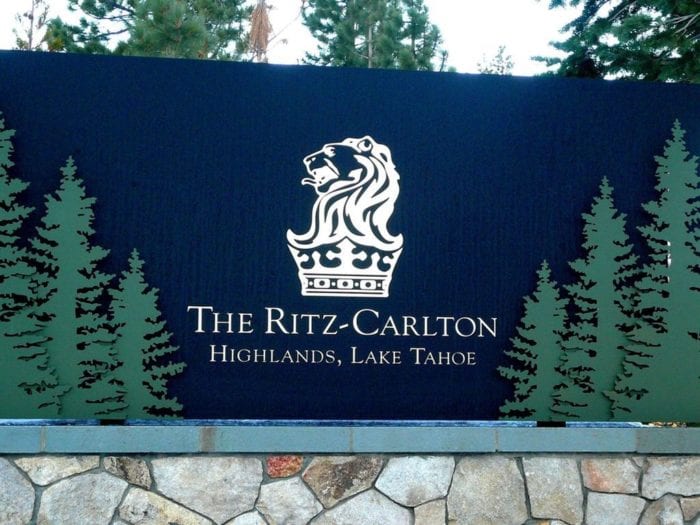 THE RITZ-CARLTON
HIGHLANDS, LAKE TAHOE